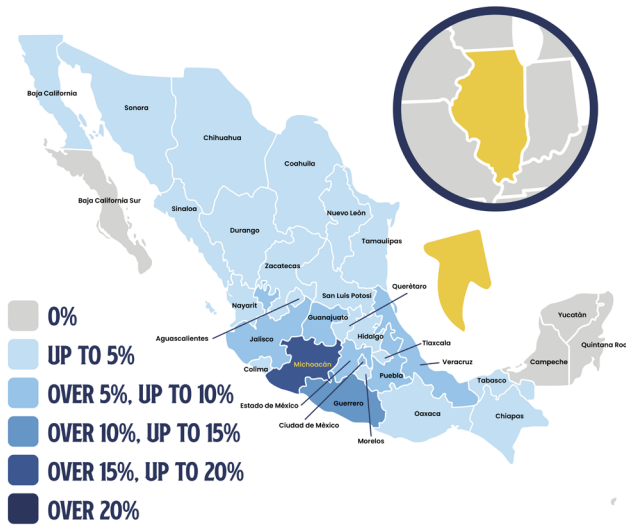 Baja California
Sonora
Chihuahua
Coahuila
Baja California Sur
Sinaloa
Nuevo León
Durango
Tamaulipas
Zacatecas
Querétaro
San Luis Potosí
Nayarit
Guanajuato
Aguascalientes
Jalisco
Hidalgo
Tlaxcala
Yucatán
Quintana Roo
Michoacán
Veracruz
Campeche
Colima
Puebla
Tabasco
Estado de México
Guerrero
Oaxaca
Chiapas
Ciudad de México
Morelos
0%
UP TO 5%
OVER 5%, UP TO 10%
OVER 10%, UP TO 15%
OVER 15%, UP TO 20%
OVER 20%